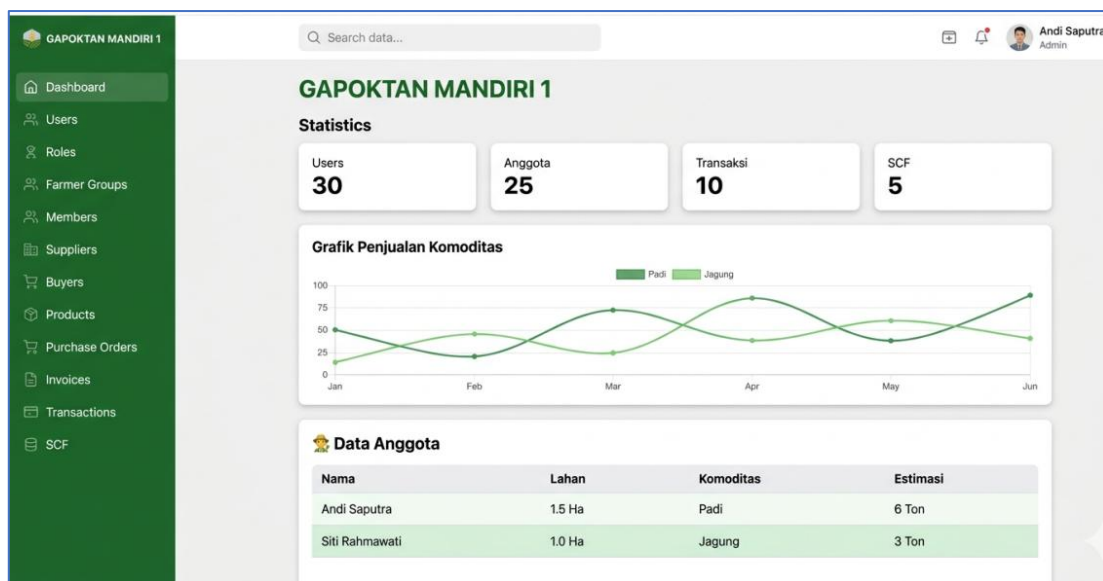 GAPOKTAN MANDIRI 1
Search data...
Andi Saputra
Admin
Dashboard
Users
Roles
Farmer Groups
Members
Suppliers
Buyers
Products
Purchase Orders
Invoices
Transactions
SCF
GAPOKTAN MANDIRI 1
Statistics
Users
30
Anggota
25
Transaksi
10
SCF
5
Grafik Penjualan Komoditas
Padi Jagung
100
75
50
25
0
Jan Feb Mar Apr May Jun
Data Anggota
Nama Lahan Komoditas Estimasi
Andi Saputra 1.5 Ha Padi 6 Ton
Siti Rahmawati 1.0 Ha Jagung 3 Ton